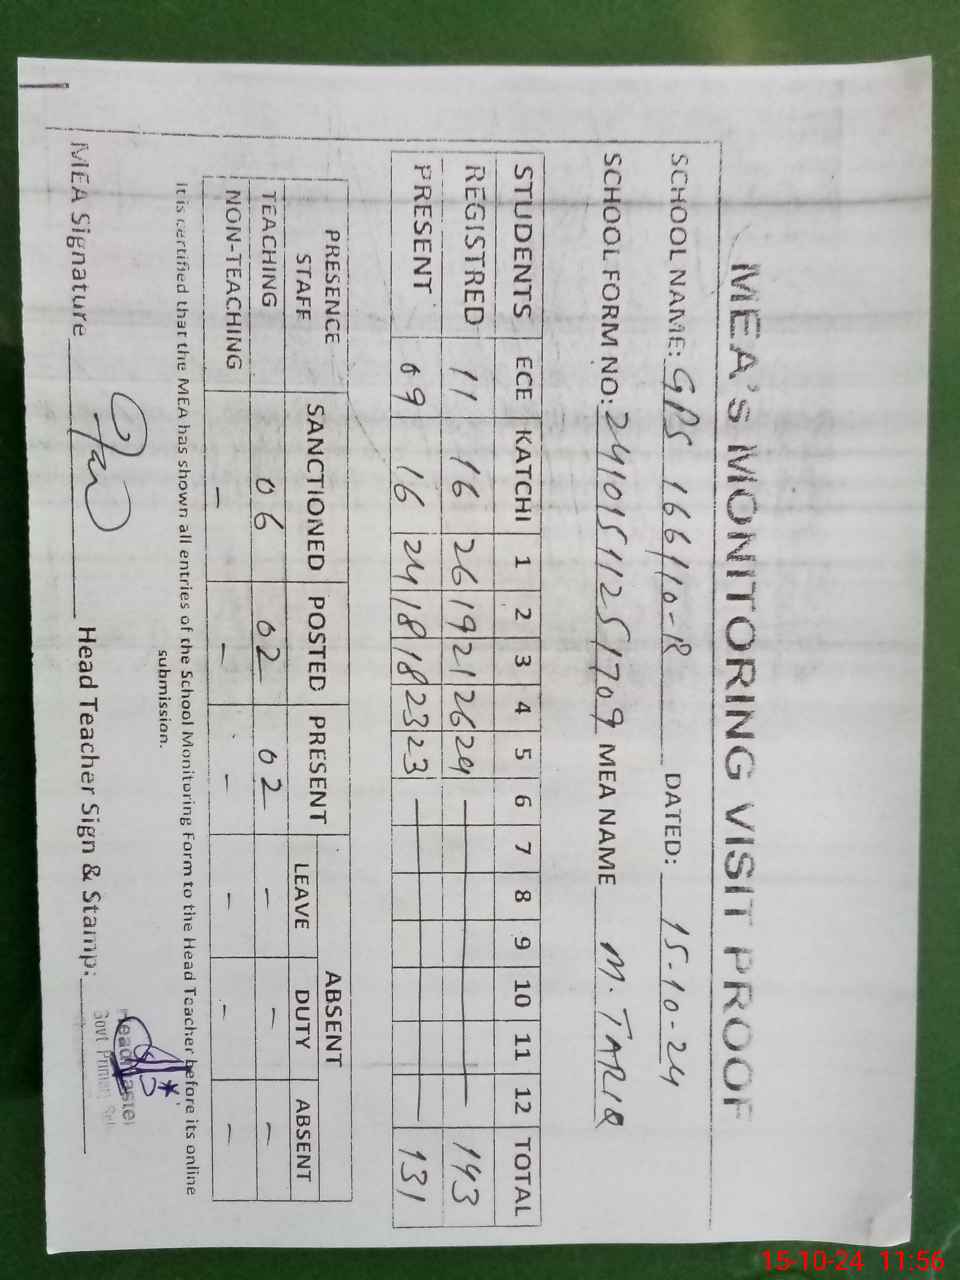 MEA'S MONITORING VISIT PROOF
SCHOOL NAME: GPS 166/10-R DATED: 15-10-24
SCHOOL FORM NO: MEA NAME M. TARIQ
STUDENTS ECE KATCHI 1 2 3 4 5 6 7 8 9 10 11 12 TOTAL
REGISTRED 11 16 26 19 21 26 24 — 143
PRESENT 09 16 24 18 18 23 23 — 131
PRESENCE STAFF SANCTIONED POSTED PRESENT ABSENT
LEAVE DUTY ABSENT
TEACHING 06 02 02 - - -
NON-TEACHING - - - - - -
It is certified that the MEA has shown all entries of the School Monitoring Form to the Head Teacher before its online
submission.
MEA Signature Head Teacher Sign & Stamp:
Headmaster
Govt Primary
15-10-24 11:56